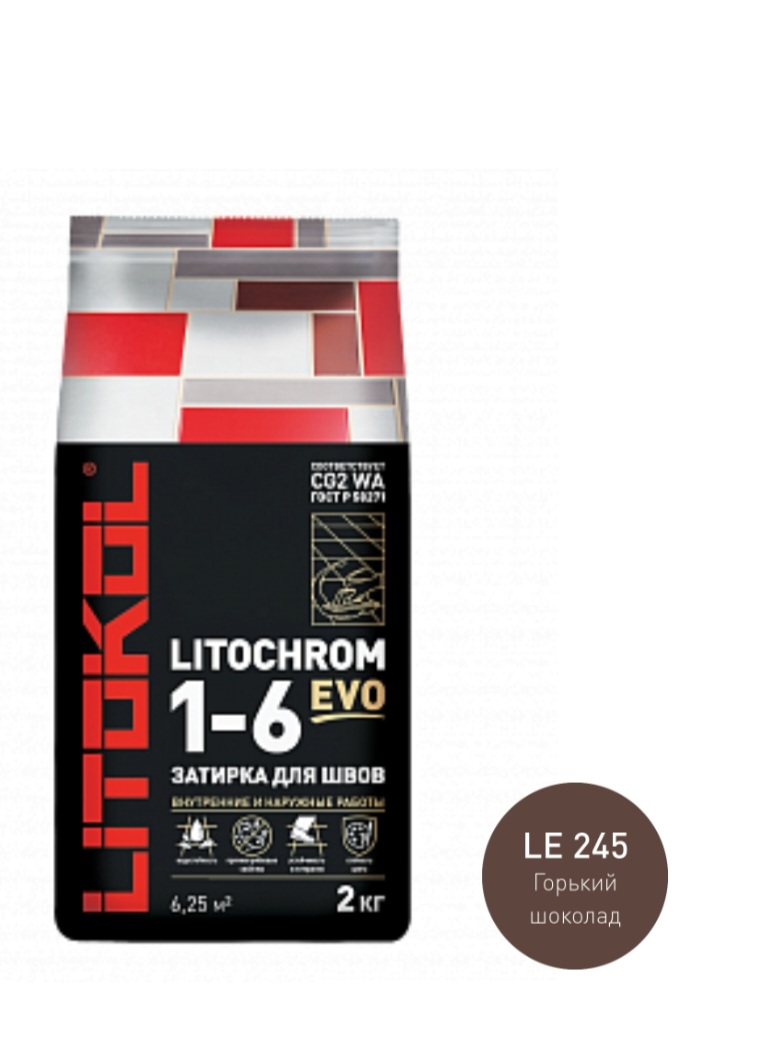 LITOKOL
®
СООТВЕТСТВУЕТ
CG2 WA
ГОСТ Р 58271
LITOCHROM
1-6 EVO
ЗАТИРКА ДЛЯ ШВОВ
ВНУТРЕННИЕ И НАРУЖНЫЕ РАБОТЫ
6,25 м²
2 кг
LE 245
Горький
шоколад